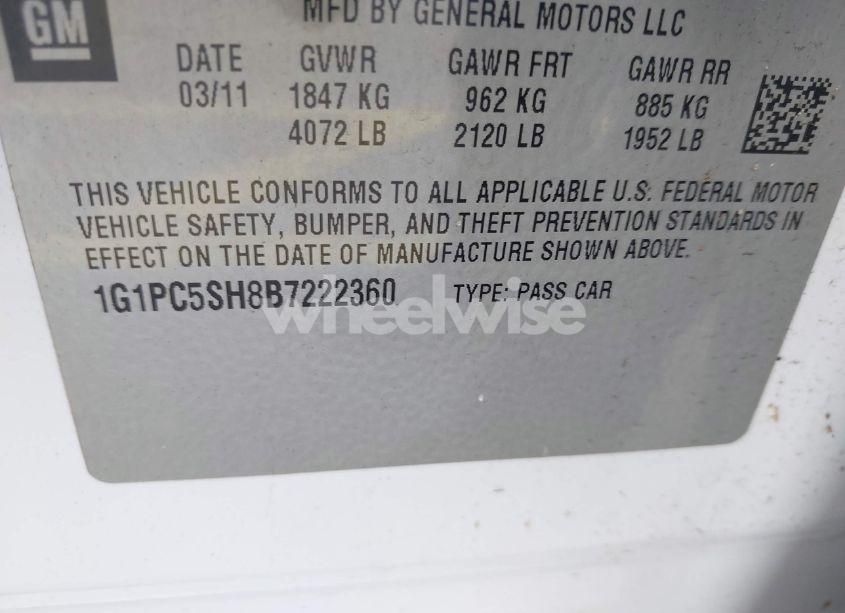 GM
MFD BY GENERAL MOTORS LLC
DATE GVWR GAWR FRT GAWR RR
03/11 1847 KG 962 KG 885 KG
4072 LB 2120 LB 1952 LB
THIS VEHICLE CONFORMS TO ALL APPLICABLE U.S. FEDERAL MOTOR
VEHICLE SAFETY, BUMPER, AND THEFT PREVENTION STANDARDS IN
EFFECT ON THE DATE OF MANUFACTURE SHOWN ABOVE.
1G1PC5SH8B7222360 TYPE: PASS CAR
wheelwise